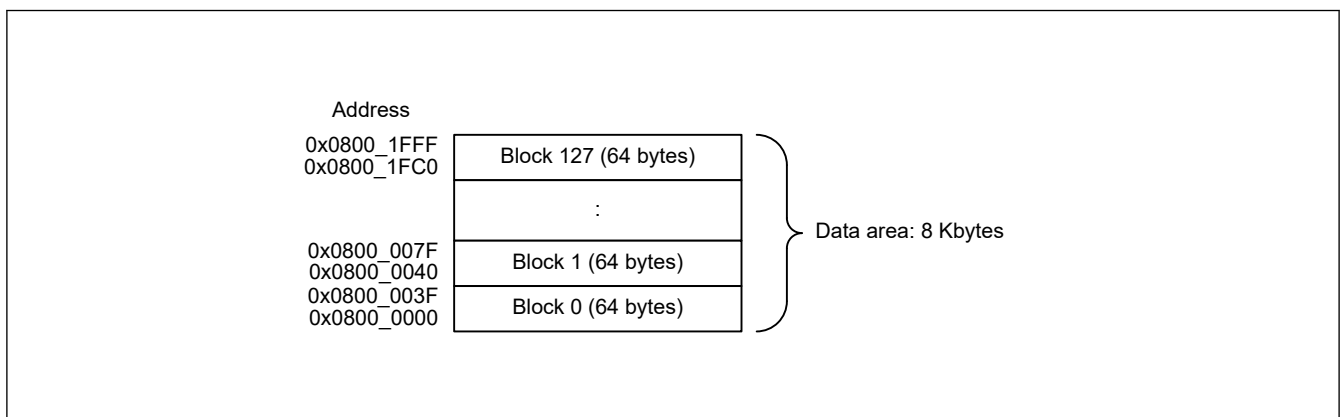 Address
0x0800_1FFF
0x0800_1FC0
Block 127 (64 bytes)
:
0x0800_007F
0x0800_0040
Block 1 (64 bytes)
0x0800_003F
0x0800_0000
Block 0 (64 bytes)
Data area: 8 Kbytes